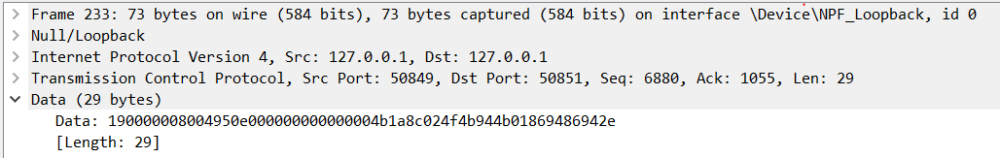 Frame 233: 73 bytes on wire (584 bits), 73 bytes captured (584 bits) on interface \Device\NPF_Loopback, id 0
Null/Loopback
Internet Protocol Version 4, Src: 127.0.0.1, Dst: 127.0.0.1
Transmission Control Protocol, Src Port: 50849, Dst Port: 50851, Seq: 6880, Ack: 1055, Len: 29
Data (29 bytes)
Data: 190000008004950e000000000000004b1a8c024f4b944b01869486942e
[Length: 29]